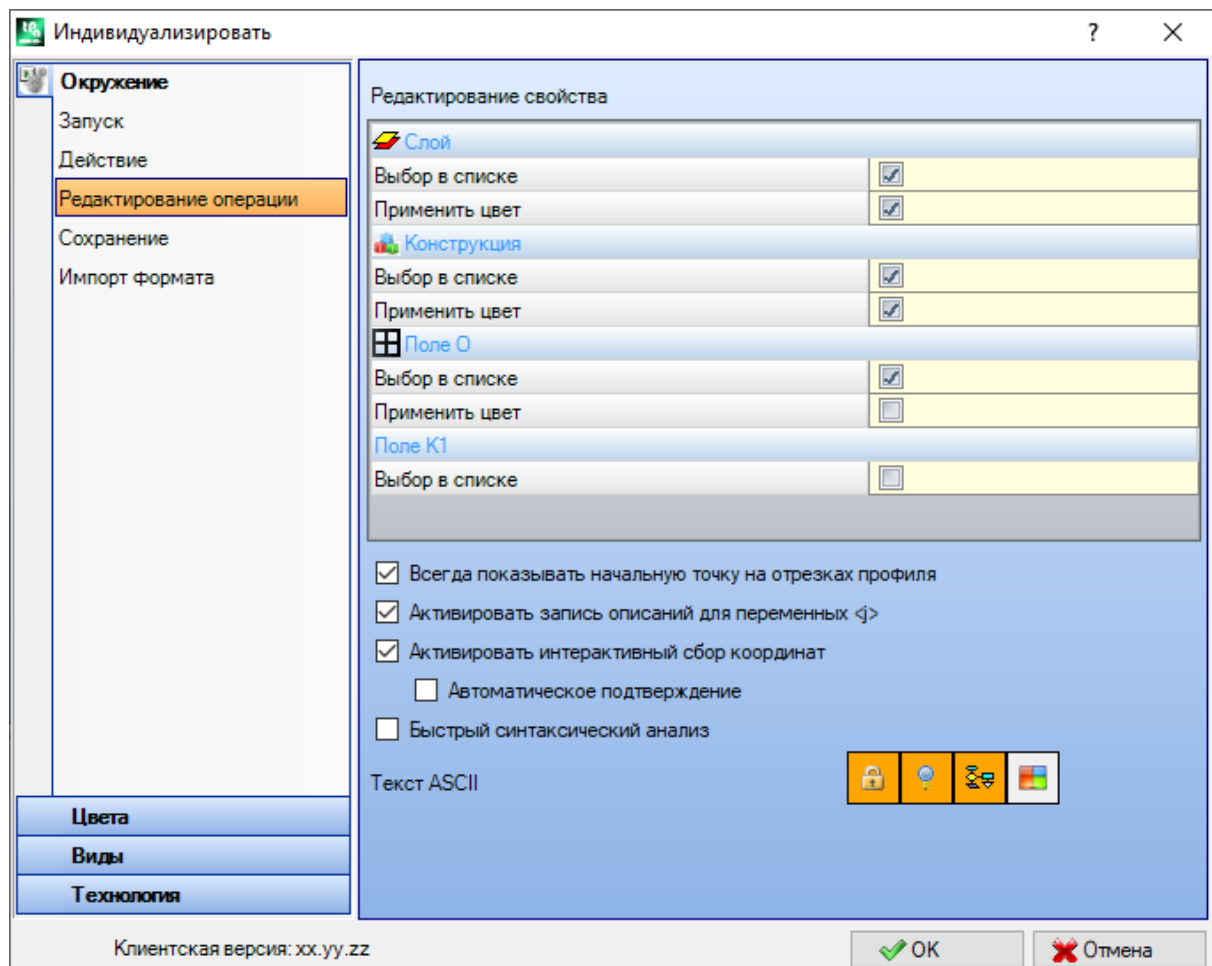 Индивидуализировать
?
Окружение
Запуск
Действие
Редактирование операции
Сохранение
Импорт формата
Цвета
Виды
Технология
Редактирование свойства
Слой
Выбор в списке
Применить цвет
Конструкция
Выбор в списке
Применить цвет
Поле O
Выбор в списке
Применить цвет
Поле K1
Выбор в списке
Всегда показывать начальную точку на отрезках профиля
Активировать запись описаний для переменных <j>
Активировать интерактивный сбор координат
Автоматическое подтверждение
Быстрый синтаксический анализ
Текст ASCII
Клиентская версия: xx.yy.zz
OK
Отмена